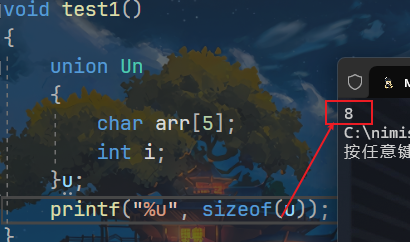 void test1()
{
union Un
{
char arr[5];
int i;
}u;
printf("%u", sizeof(u));
8
C:\nimis
按任意键